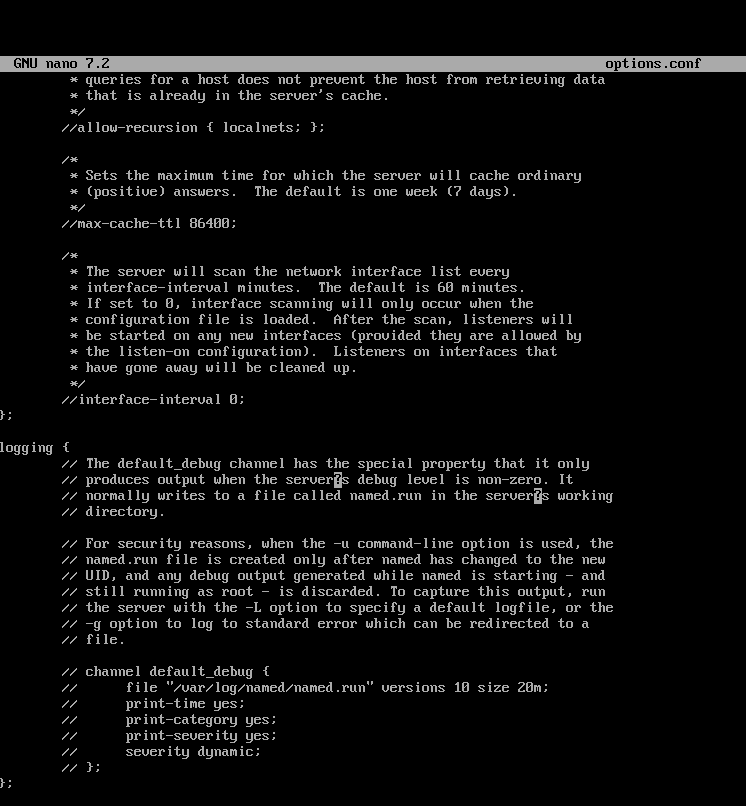 GNU nano 7.2 options.conf
* queries for a host does not prevent the host from retrieving data
* that is already in the server's cache.
*/
//allow-recursion { localnets; };
/*
* Sets the maximum time for which the server will cache ordinary
* (positive) answers.  The default is one week (7 days).
*/
//max-cache-ttl 86400;
/*
* The server will scan the network interface list every
* interface-interval minutes.  The default is 60 minutes.
* If set to 0, interface scanning will only occur when the
* configuration file is loaded.  After the scan, listeners will
* be started on any new interfaces (provided they are allowed by
* the listen-on configuration).  Listeners on interfaces that
* have gone away will be cleaned up.
*/
//interface-interval 0;
};
logging {
// The default_debug channel has the special property that it only
// produces output when the server?s debug level is non-zero. It
// normally writes to a file called named.run in the server?s working
// directory.
// For security reasons, when the -u command-line option is used, the
// named.run file is created only after named has changed to the new
// UID, and any debug output generated while named is starting - and
// still running as root - is discarded. To capture this output, run
// the server with the -L option to specify a default logfile, or the
// -g option to log to standard error which can be redirected to a
// file.
// channel default_debug {
//      file "/var/log/named/named.run" versions 10 size 20m;
//      print-time yes;
//      print-category yes;
//      print-severity yes;
//      severity dynamic;
// };
};